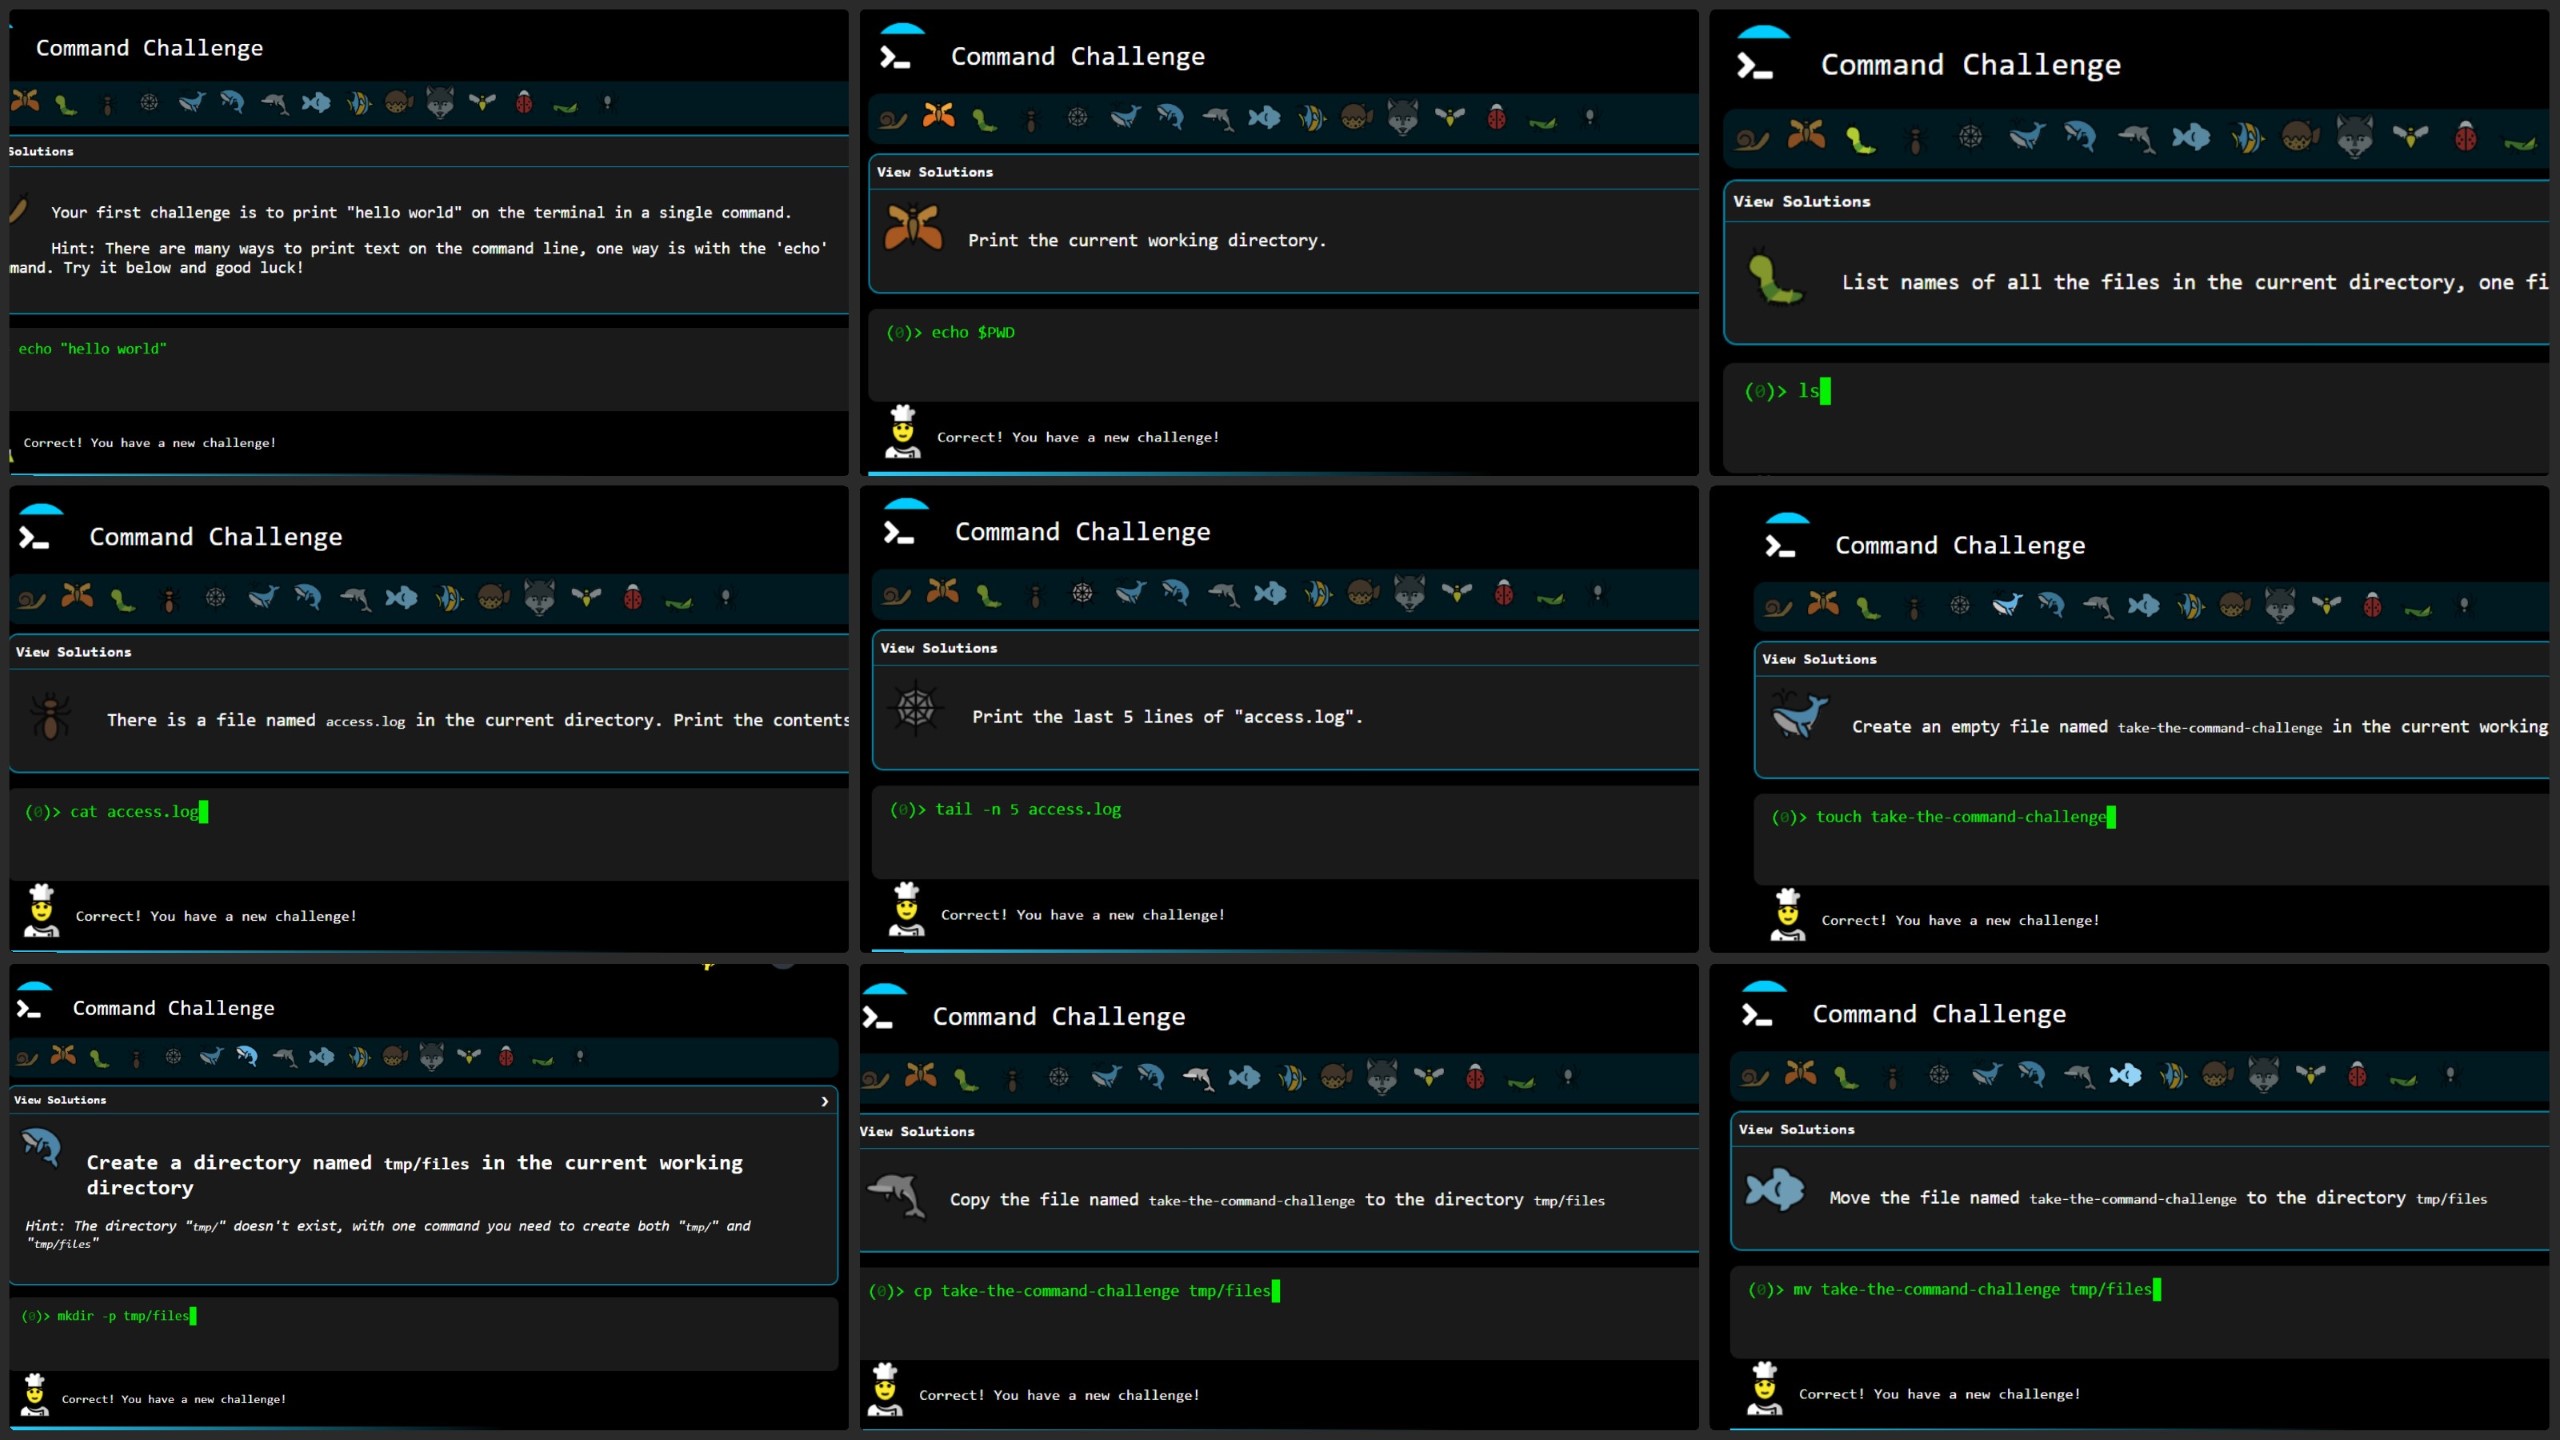 Command Challenge
Solutions
Your first challenge is to print "hello world" on the terminal in a single command.
Hint: There are many ways to print text on the command line, one way is with the 'echo'
mand. Try it below and good luck!
echo "hello world"
Correct! You have a new challenge!
Command Challenge
View Solutions
Print the current working directory.
(0)> echo $PWD
Correct! You have a new challenge!
Command Challenge
View Solutions
List names of all the files in the current directory, one fi
(0)> ls
Command Challenge
View Solutions
There is a file named access.log in the current directory. Print the contents
(0)> cat access.log
Correct! You have a new challenge!
Command Challenge
View Solutions
Print the last 5 lines of "access.log".
(0)> tail -n 5 access.log
Correct! You have a new challenge!
Command Challenge
View Solutions
Create an empty file named take-the-command-challenge in the current working
(0)> touch take-the-command-challenge
Correct! You have a new challenge!
Command Challenge
View Solutions
Create a directory named tmp/files in the current working
directory
Hint: The directory "tmp/" doesn't exist, with one command you need to create both "tmp/" and
"tmp/files"
(0)> mkdir -p tmp/files
Correct! You have a new challenge!
Command Challenge
View Solutions
Copy the file named take-the-command-challenge to the directory tmp/files
(0)> cp take-the-command-challenge tmp/files
Correct! You have a new challenge!
Command Challenge
View Solutions
Move the file named take-the-command-challenge to the directory tmp/files
(0)> mv take-the-command-challenge tmp/files
Correct! You have a new challenge!